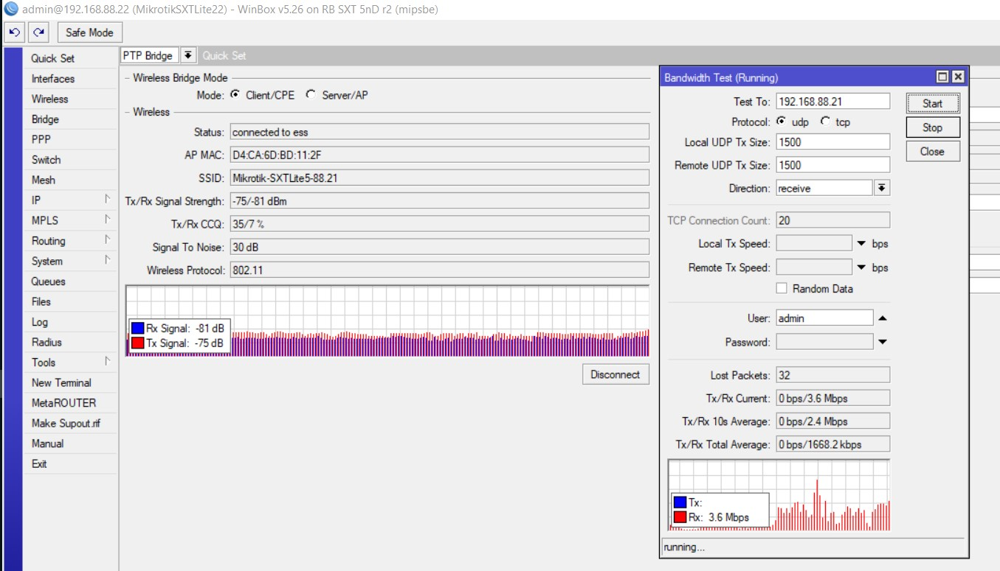 admin@192.168.88.22 (MikrotikSXTLite22) - WinBox v5.26 on RB SXT 5nD r2 (mipsbe)
Safe Mode
Quick Set
Interfaces
Wireless
Bridge
PPP
Switch
Mesh
IP
MPLS
Routing
System
Queues
Files
Log
Radius
Tools
New Terminal
MetaROUTER
Make Supout.rif
Manual
Exit
PTP Bridge Quick Set
Wireless Bridge Mode
Mode: Client/CPE Server/AP
Wireless
Status: connected to ess
AP MAC: D4:CA:6D:BD:11:2F
SSID: Mikrotik-SXTLite5-88.21
Tx/Rx Signal Strength: -75/-81 dBm
Tx/Rx CCQ: 35/7 %
Signal To Noise: 30 dB
Wireless Protocol: 802.11
Rx Signal: -81 dB
Tx Signal: -75 dB
Disconnect
Bandwidth Test (Running)
Test To: 192.168.88.21
Protocol: udp tcp
Local UDP Tx Size: 1500
Remote UDP Tx Size: 1500
Direction: receive
TCP Connection Count: 20
Local Tx Speed: bps
Remote Tx Speed: bps
Random Data
User: admin
Password:
Lost Packets: 32
Tx/Rx Current: 0 bps/3.6 Mbps
Tx/Rx 10s Average: 0 bps/2.4 Mbps
Tx/Rx Total Average: 0 bps/1668.2 kbps
Tx:
Rx: 3.6 Mbps
running...
Start
Stop
Close